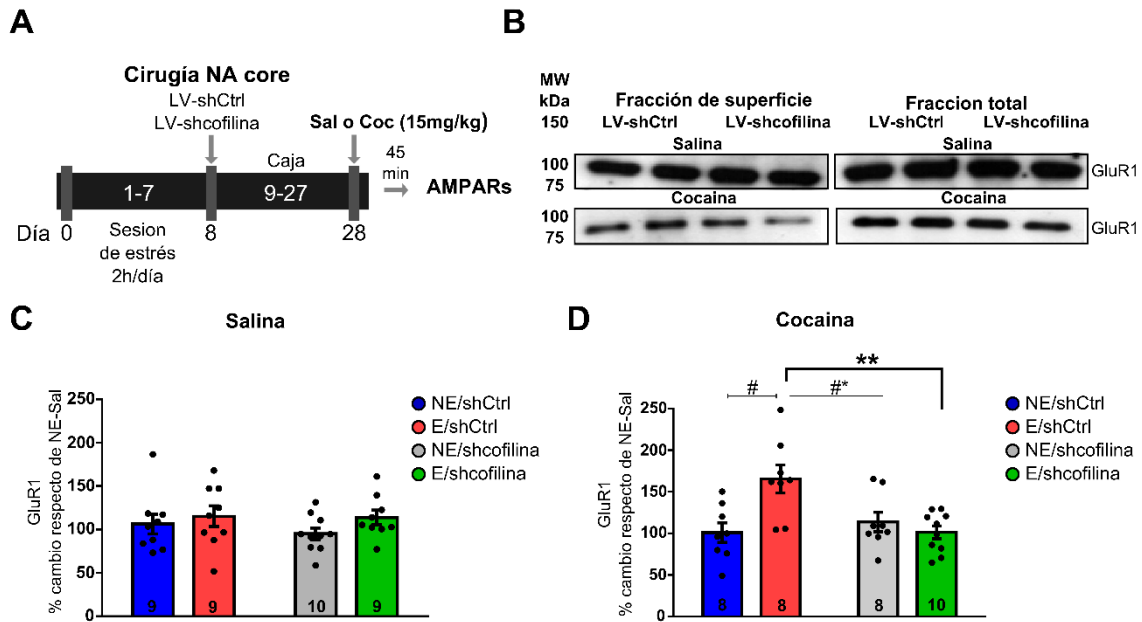 A
Cirugía NA core
LV-shCtrl
LV-shcofilina
Sal o Coc (15mg/kg)
Caja
45
min
1-7
9-27
AMPARs
Día
0
8
28
Sesion
de estrés
2h/día
B
MW
kDa
150
Fracción de superficie
Fraccion total
LV-shCtrl
LV-shcofilina
LV-shCtrl
LV-shcofilina
Salina
Salina
100
75
GluR1
GluR1
Cocaina
Cocaina
100
75
GluR1
GluR1
C
Salina
GluR1
% cambio respecto de NE-Sal
250
200
150
100
50
0
9
9
10
9
NE/shCtrl
E/shCtrl
NE/shcofilina
E/shcofilina
D
Cocaina
GluR1
% cambio respecto de NE-Sal
250
200
150
100
50
0
#
#*
**
8
8
8
10
NE/shCtrl
E/shCtrl
NE/shcofilina
E/shcofilina